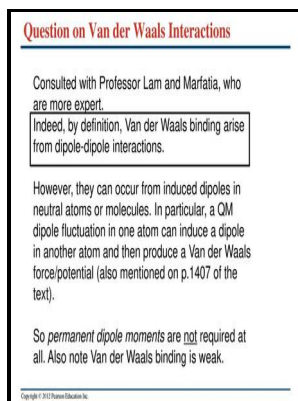 Question on Van der Waals Interactions
Consulted with Professor Lam and Marfatia, who
are more expert.
Indeed, by definition, Van der Waals binding arise
from dipole-dipole interactions.
However, they can occur from induced dipoles in
neutral atoms or molecules. In particular, a QM
dipole fluctuation in one atom can induce a dipole
in another atom and then produce a Van der Waals
force/potential (also mentioned on p.1407 of the
text).
So permanent dipole moments are not required at
all. Also note Van der Waals binding is weak.
Copyright © 2012 Pearson Education Inc.